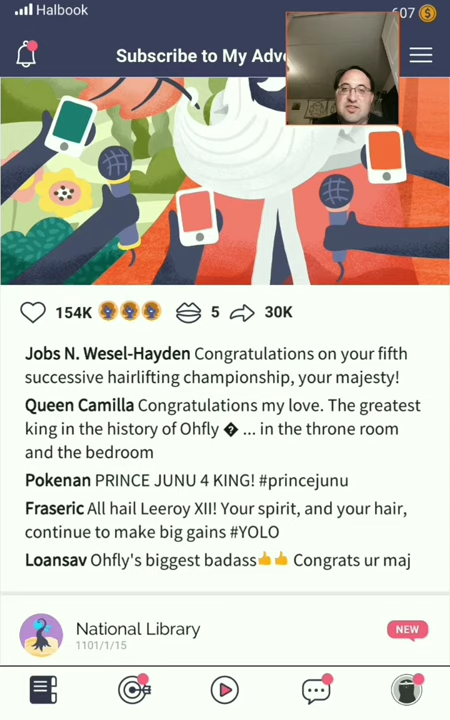 Halbook
607
Subscribe to My Adv
154K
5
30K
Jobs N. Wesel-Hayden Congratulations on your fifth
successive hairlifting championship, your majesty!
Queen Camilla Congratulations my love. The greatest
king in the history of Ohfly � ... in the throne room
and the bedroom
Pokenan PRINCE JUNU 4 KING! #princejunu
Fraseric All hail Leeroy XII! Your spirit, and your hair,
continue to make big gains #YOLO
Loansav Ohfly's biggest badass👍👍 Congrats ur maj
National Library
NEW
1101/1/15